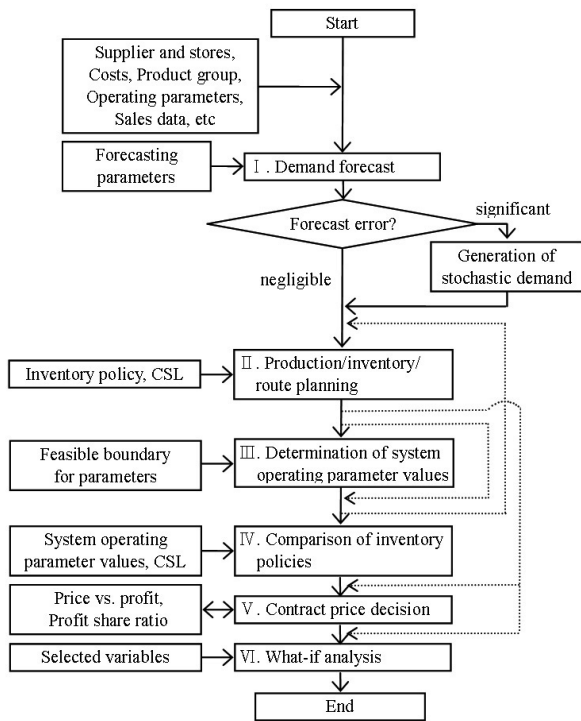 Start
Supplier and stores,
Costs, Product group,
Operating parameters,
Sales data, etc
Forecasting
parameters
Ⅰ. Demand forecast
Forecast error?
significant
Generation of
stochastic demand
negligible
Inventory policy, CSL
Ⅱ. Production/inventory/
route planning
Feasible boundary
for parameters
Ⅲ. Determination of system
operating parameter values
System operating
parameter values, CSL
Ⅳ. Comparison of inventory
policies
Price vs. profit,
Profit share ratio
Ⅴ. Contract price decision
Selected variables
Ⅵ. What-if analysis
End